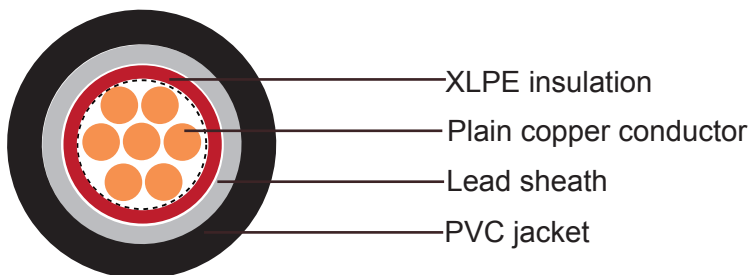 XLPE insulation
Plain copper conductor
Lead sheath
PVC jacket